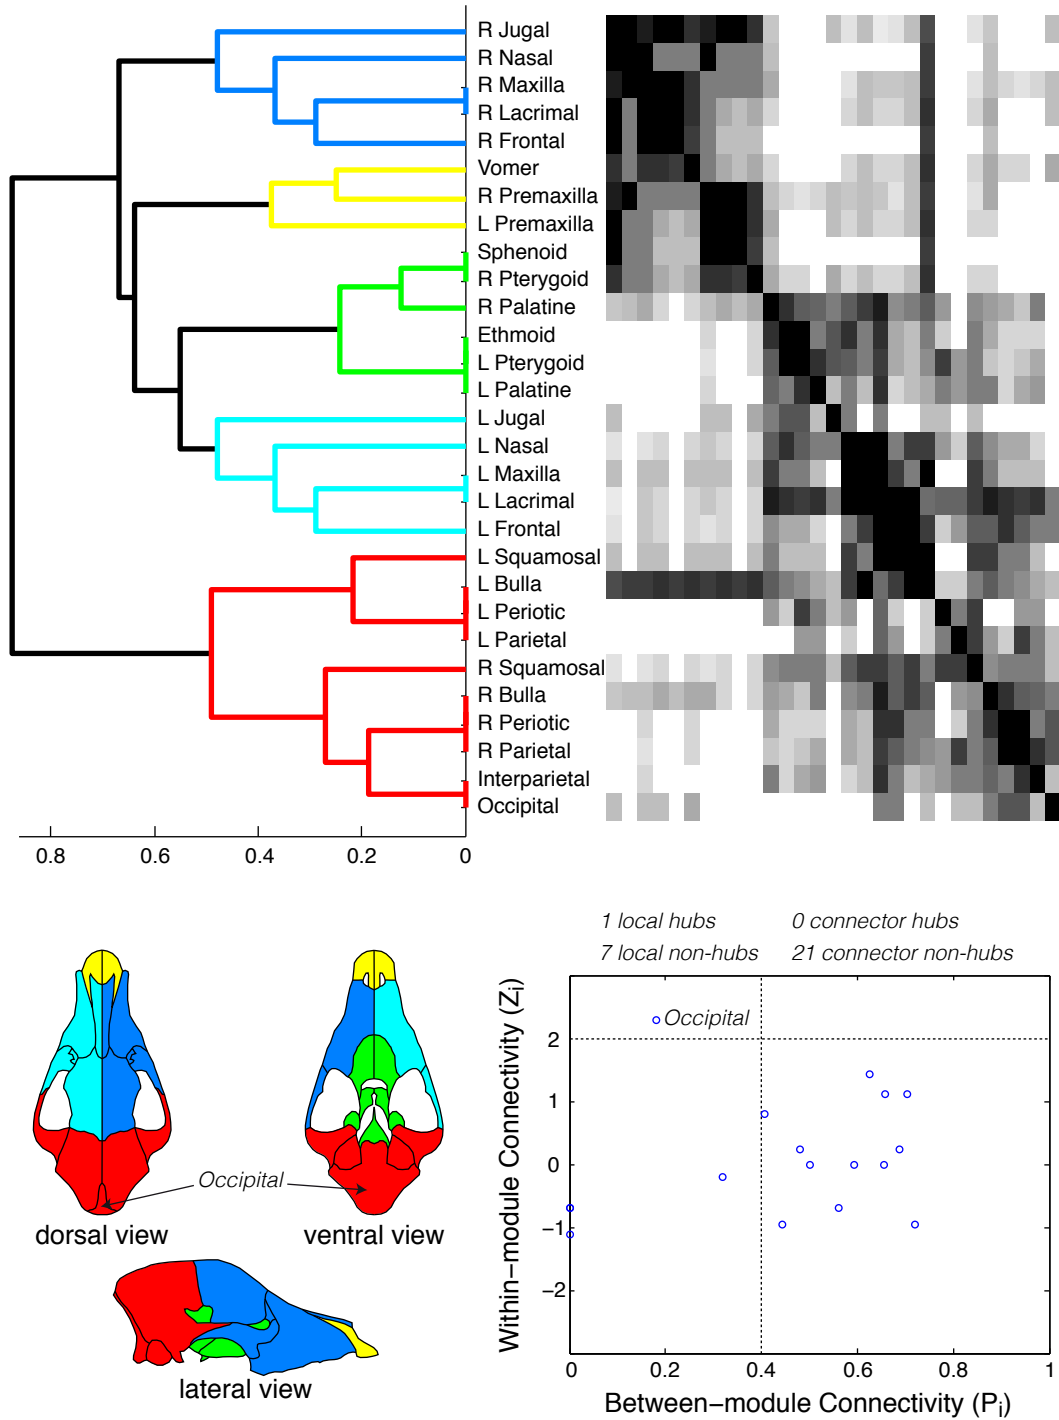 R Jugal
R Nasal
R Maxilla
R Lacrimal
R Frontal
Vomer
R Premaxilla
L Premaxilla
Sphenoid
R Pterygoid
R Palatine
Ethmoid
L Pterygoid
L Palatine
L Jugal
L Nasal
L Maxilla
L Lacrimal
L Frontal
L Squamosal
L Bulla
L Periotic
L Parietal
R Squamosal
R Bulla
R Periotic
R Parietal
Interparietal
Occipital
0.8 0.6 0.4 0.2 0
1 local hubs 0 connector hubs
7 local non-hubs 21 connector non-hubs
Occipital
dorsal view
ventral view
lateral view
Within-module Connectivity (Zi)
Occipital
2
1
0
-1
-2
0 0.2 0.4 0.6 0.8 1
Between-module Connectivity (Pi)